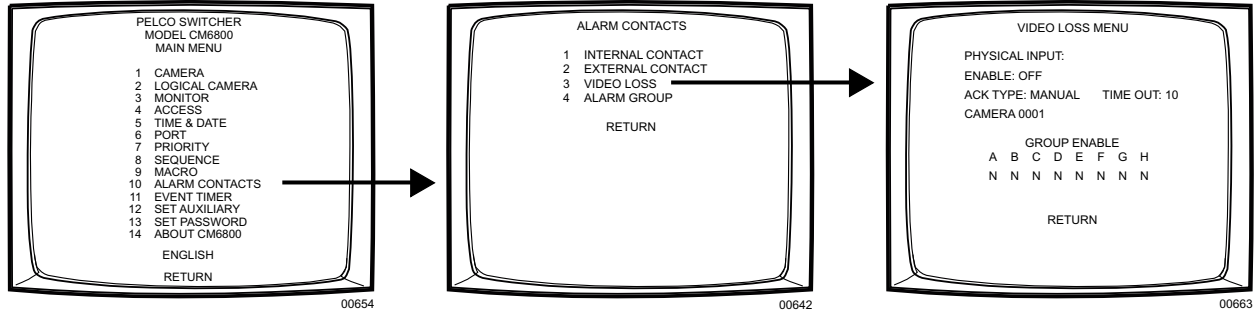 PELCO SWITCHER
MODEL CM6800
MAIN MENU
1 CAMERA
2 LOGICAL CAMERA
3 MONITOR
4 ACCESS
5 TIME & DATE
6 PORT
7 PRIORITY
8 SEQUENCE
9 MACRO
10 ALARM CONTACTS
11 EVENT TIMER
12 SET AUXILIARY
13 SET PASSWORD
14 ABOUT CM6800
ENGLISH
RETURN
00654
ALARM CONTACTS
1 INTERNAL CONTACT
2 EXTERNAL CONTACT
3 VIDEO LOSS
4 ALARM GROUP
RETURN
00642
VIDEO LOSS MENU
PHYSICAL INPUT:
ENABLE: OFF
ACK TYPE: MANUAL TIME OUT: 10
CAMERA 0001
GROUP ENABLE
A B C D E F G H
N N N N N N N N
RETURN
00663